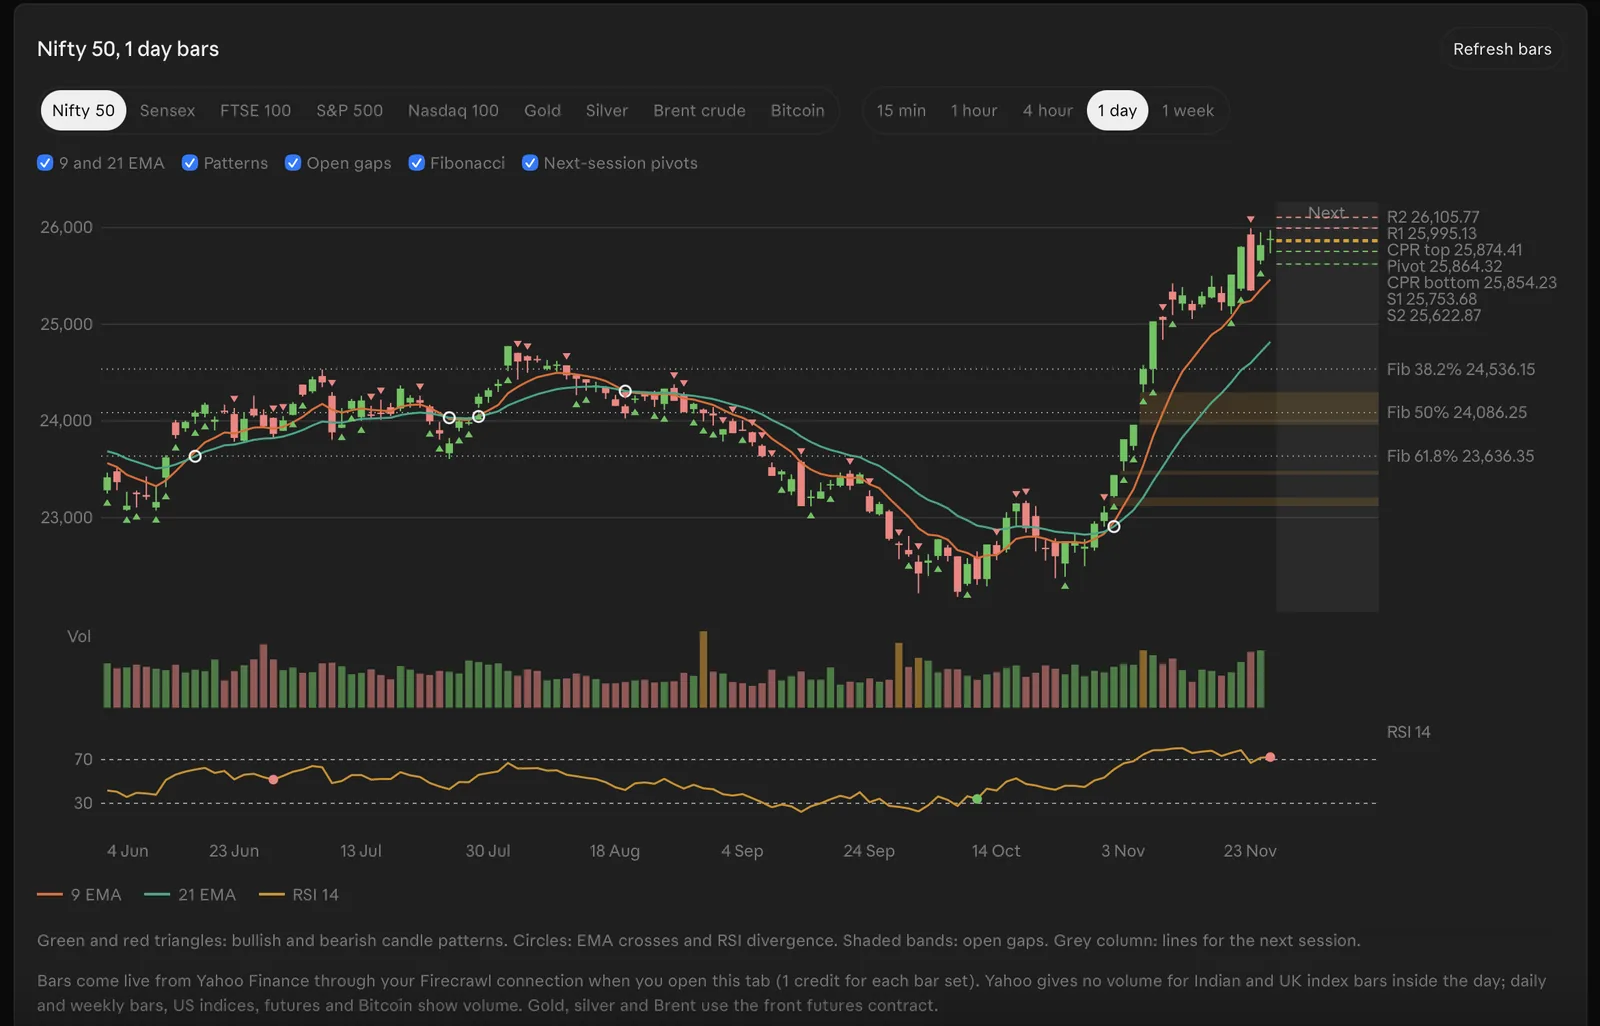 Nifty 50, 1 day bars
Refresh bars
Nifty 50 Sensex FTSE 100 S&P 500 Nasdaq 100 Gold Silver Brent crude Bitcoin 15 min 1 hour 4 hour 1 day 1 week
9 and 21 EMA Patterns Open gaps Fibonacci Next-session pivots
Next
R2 26,105.77
26,000
R1 25,995.13
CPR top 25,874.41
Pivot 25,864.32
CPR bottom 25,854.23
S1 25,753.68
S2 25,622.87
25,000
Fib 38.2% 24,536.15
Fib 50% 24,086.25
24,000
Fib 61.8% 23,636.35
23,000
Vol
RSI 14
70
30
4 Jun 23 Jun 13 Jul 30 Jul 18 Aug 4 Sep 24 Sep 14 Oct 3 Nov 23 Nov
9 EMA 21 EMA RSI 14
Green and red triangles: bullish and bearish candle patterns. Circles: EMA crosses and RSI divergence. Shaded bands: open gaps. Grey column: lines for the next session.
Bars come live from Yahoo Finance through your Firecrawl connection when you open this tab (1 credit for each bar set). Yahoo gives no volume for Indian and UK index bars inside the day; daily
and weekly bars, US indices, futures and Bitcoin show volume. Gold, silver and Brent use the front futures contract.